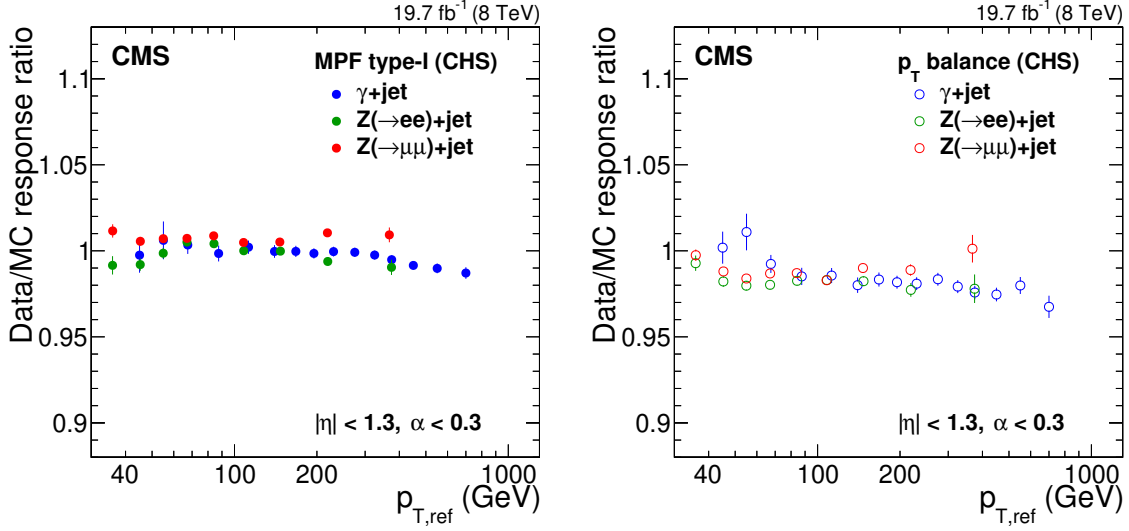 19.7 fb⁻¹ (8 TeV)
CMS
MPF type-I (CHS)
γ+jet
Z(→ee)+jet
Z(→μμ)+jet
Data/MC response ratio
1.1
1.05
1
0.95
0.9
|η| < 1.3, α < 0.3
40
100
200
1000
p_T,ref (GeV)
19.7 fb⁻¹ (8 TeV)
CMS
p_T balance (CHS)
γ+jet
Z(→ee)+jet
Z(→μμ)+jet
Data/MC response ratio
1.1
1.05
1
0.95
0.9
|η| < 1.3, α < 0.3
40
100
200
1000
p_T,ref (GeV)